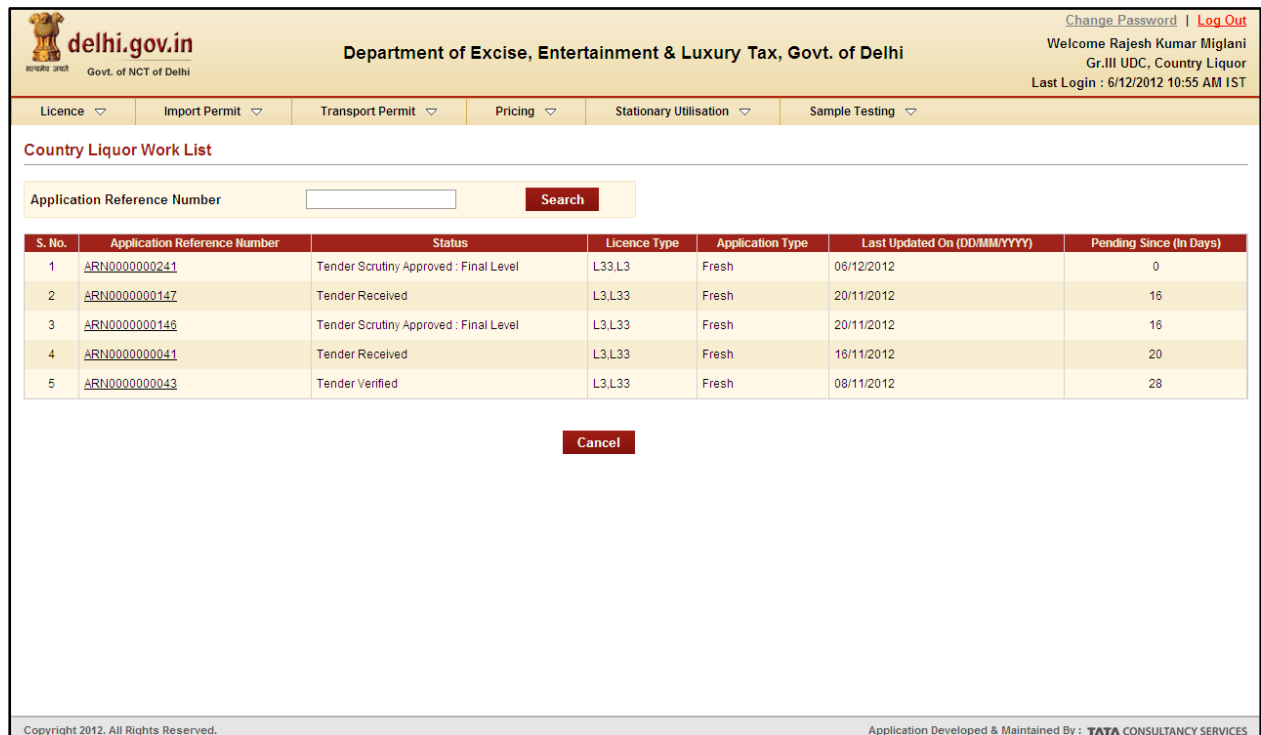 Change Password | Log Out
delhi.gov.in
सत्यमेव जयते
Govt. of NCT of Delhi
Department of Excise, Entertainment & Luxury Tax, Govt. of Delhi
Welcome Rajesh Kumar Miglani
Gr.III UDC, Country Liquor
Last Login : 6/12/2012 10:55 AM IST
Licence Import Permit Transport Permit Pricing Stationary Utilisation Sample Testing
Country Liquor Work List
Application Reference Number Search
S. No. Application Reference Number Status Licence Type Application Type Last Updated On (DD/MM/YYYY) Pending Since (In Days)
1 ARN0000000241 Tender Scrutiny Approved : Final Level L33,L3 Fresh 06/12/2012 0
2 ARN0000000147 Tender Received L3,L33 Fresh 20/11/2012 16
3 ARN0000000146 Tender Scrutiny Approved : Final Level L3,L33 Fresh 20/11/2012 16
4 ARN0000000041 Tender Received L3,L33 Fresh 16/11/2012 20
5 ARN0000000043 Tender Verified L3,L33 Fresh 08/11/2012 28
Cancel
Copyright 2012. All Rights Reserved. Application Developed & Maintained By : TATA CONSULTANCY SERVICES